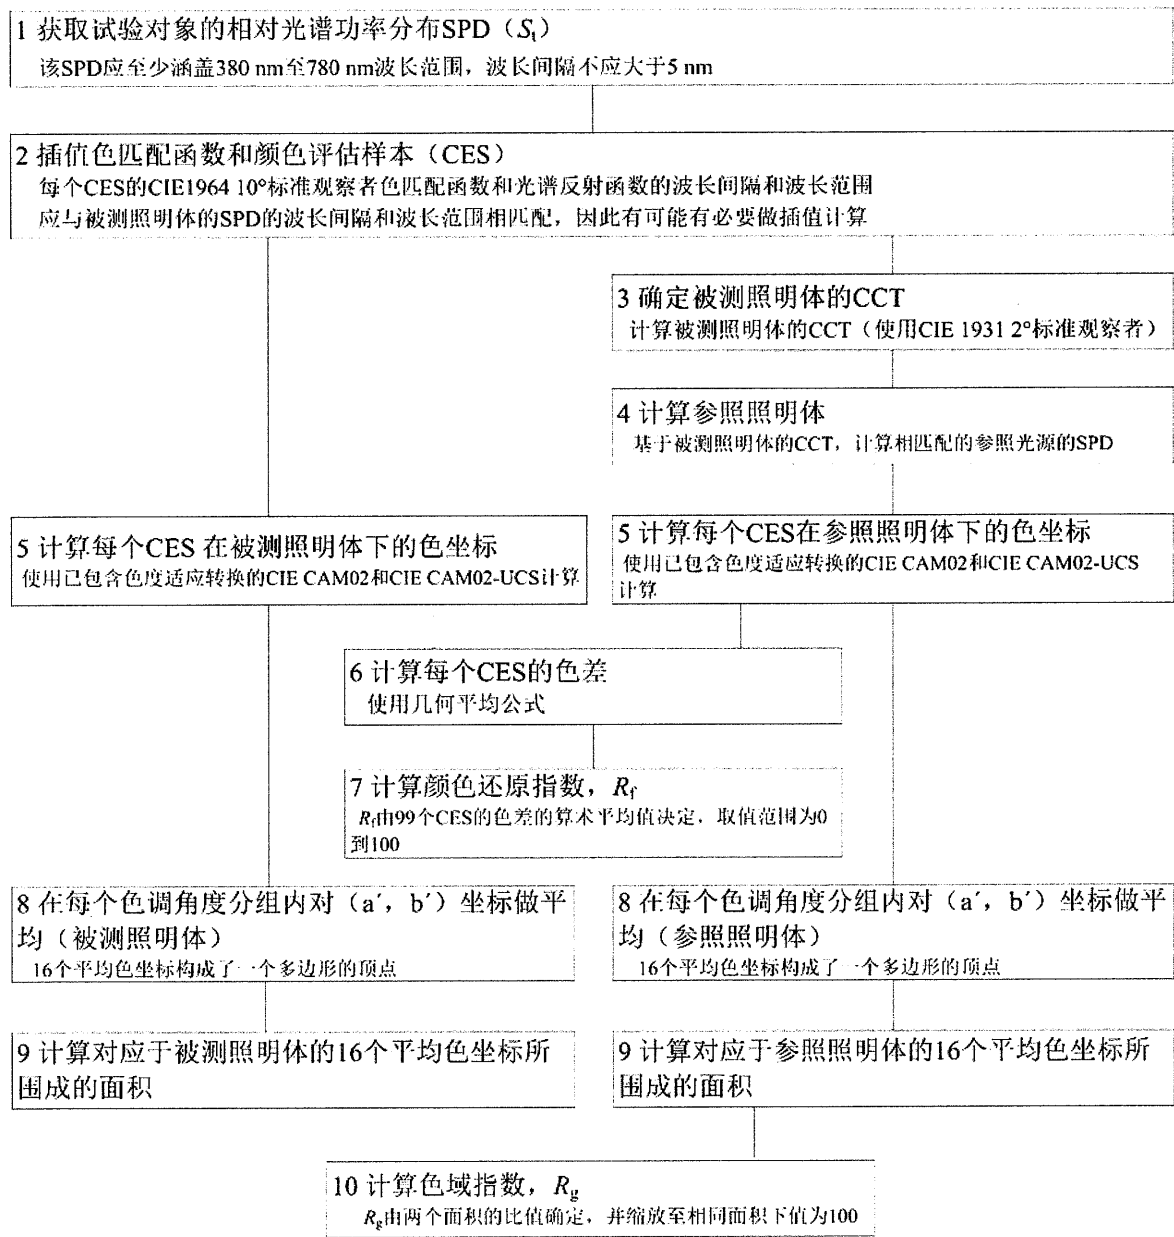 1 获取试验对象的相对光谱功率分布SPD（St）
该SPD应至少涵盖380 nm至780 nm波长范围，波长间隔不应大于5 nm
2 插值色匹配函数和颜色评估样本（CES）
每个CES的CIE1964 10°标准观察者色匹配函数和光谱反射函数的波长间隔和波长范围
应与被测照明体的SPD的波长间隔和波长范围相匹配，因此有可能有必要做插值计算
3 确定被测照明体的CCT
计算被测照明体的CCT（使用CIE 1931 2°标准观察者）
4 计算参照照明体
基于被测照明体的CCT，计算相匹配的参照光源的SPD
5 计算每个CES 在被测照明体下的色坐标
使用已包含色度适应转换的CIE CAM02和CIE CAM02-UCS计算
5 计算每个CES在参照照明体下的色坐标
使用已包含色度适应转换的CIE CAM02和CIE CAM02-UCS
计算
6 计算每个CES的色差
使用几何平均公式
7 计算颜色还原指数，Rf
Rf由99个CES的色差的算术平均值决定，取值范围为0
到100
8 在每个色调角度分组内对（a′，b′）坐标做平
均（被测照明体）
16个平均色坐标构成了一个多边形的顶点
8 在每个色调角度分组内对（a′，b′）坐标做平
均（参照照明体）
16个平均色坐标构成了一个多边形的顶点
9 计算对应于被测照明体的16个平均色坐标所
围成的面积
9 计算对应于参照照明体的16个平均色坐标所
围成的面积
10 计算色域指数，Rg
Rg由两个面积的比值确定，并缩放至相同面积下值为100